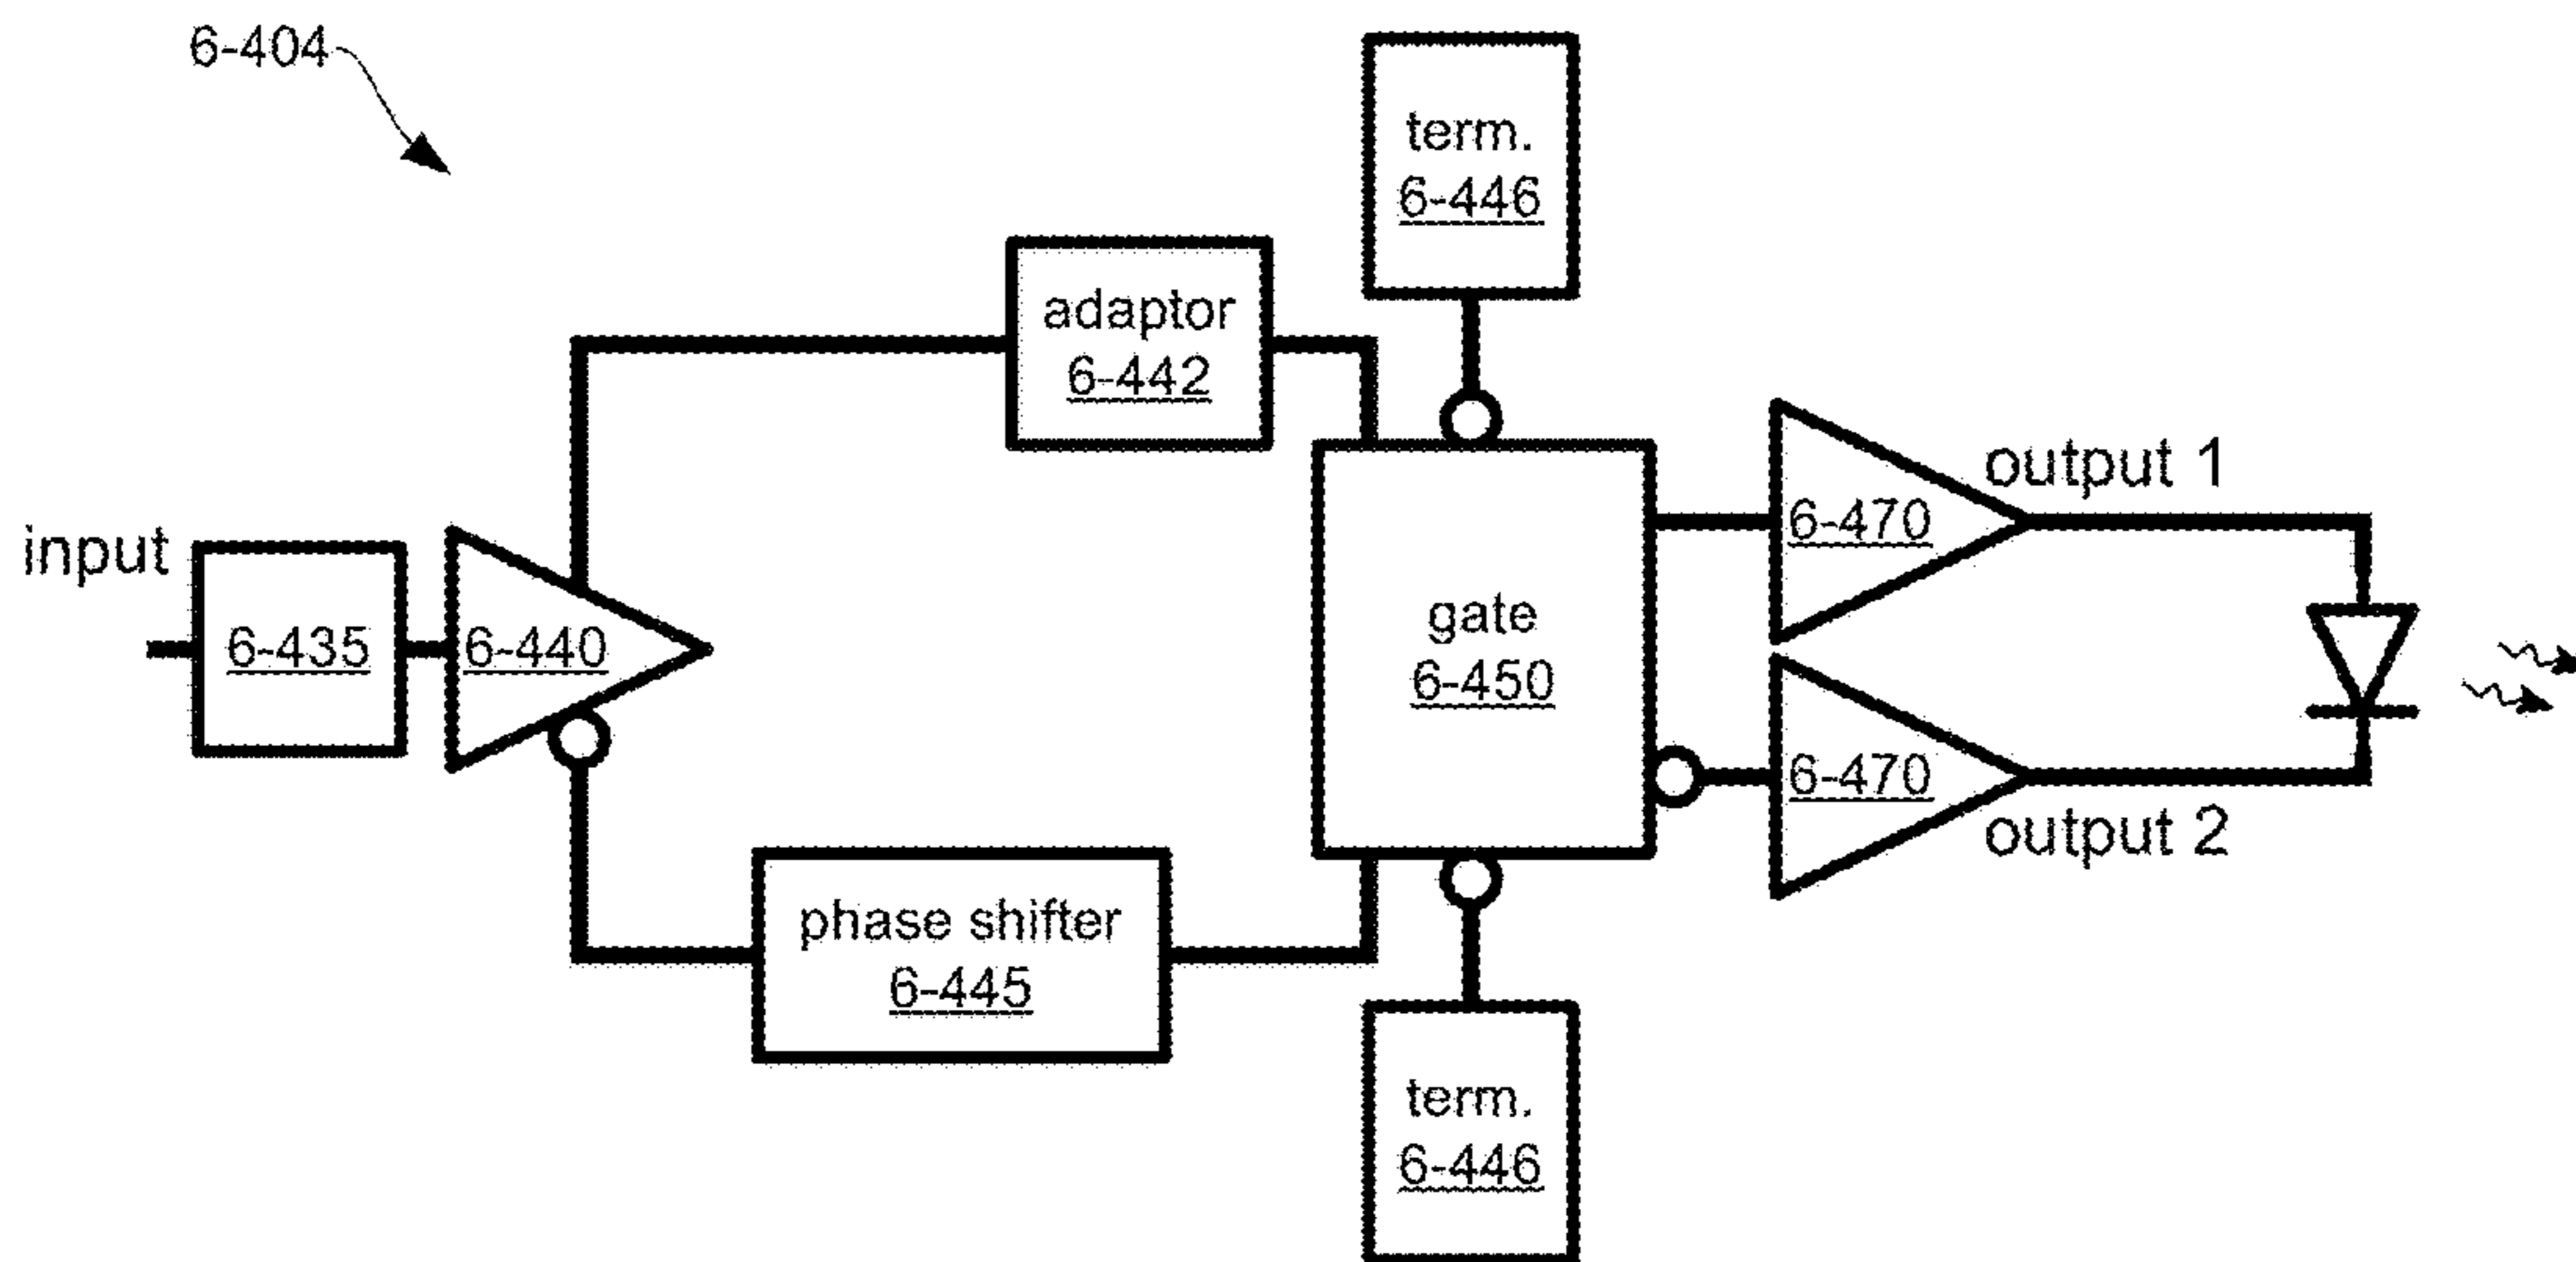 6-404
term.
6-446
adaptor
6-442
input
6-435
6-440
gate
6-450
6-470
output 1
6-470
output 2
phase shifter
6-445
term.
6-446